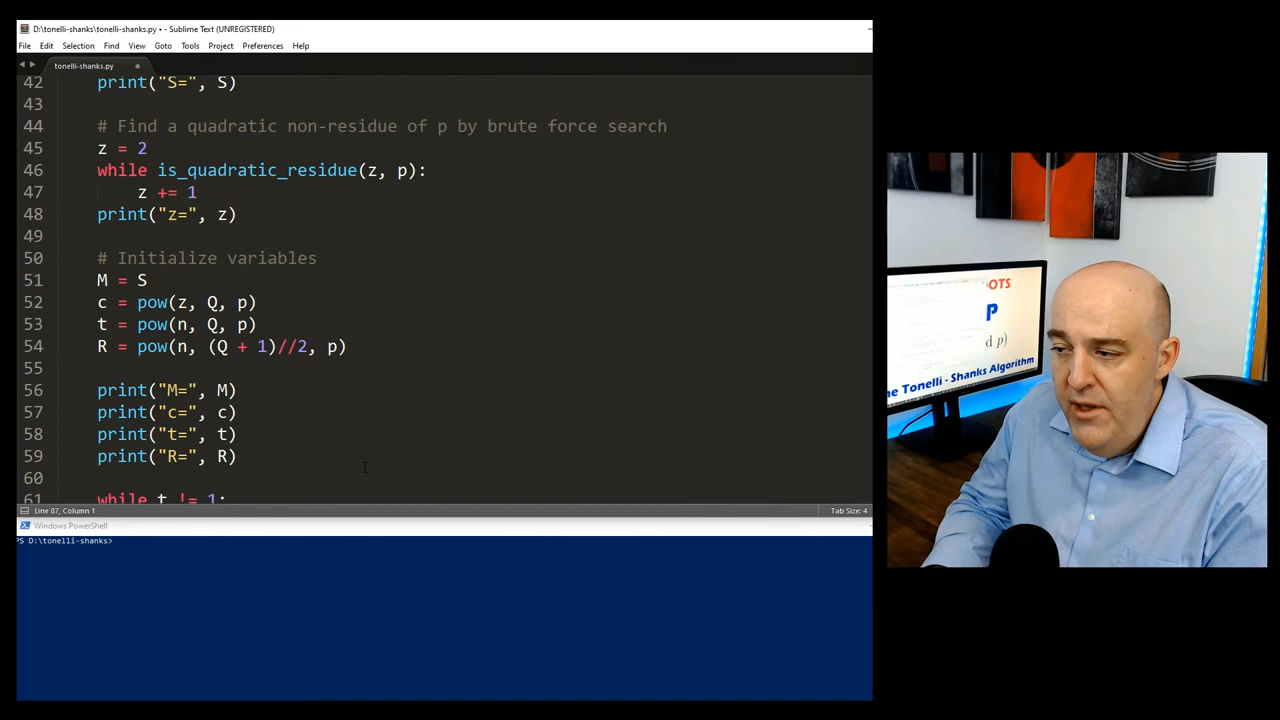 D:\tonelli-shanks\tonelli-shanks.py • - Sublime Text (UNREGISTERED)
File Edit Selection Find View Goto Tools Project Preferences Help
tonelli-shanks.py
42 print("S=", S)
43
44 # Find a quadratic non-residue of p by brute force search
45 z = 2
46 while is_quadratic_residue(z, p):
47 z += 1
48 print("z=", z)
49
50 # Initialize variables
51 M = S
52 c = pow(z, Q, p)
53 t = pow(n, Q, p)
54 R = pow(n, (Q + 1)//2, p)
55
56 print("M=", M)
57 print("c=", c)
58 print("t=", t)
59 print("R=", R)
60
61 while t != 1:
Line 87, Column 1 Tab Size: 4
Windows PowerShell
PS D:\tonelli-shanks>
OTS
P
d p)
he Tonelli - Shanks Algorithm